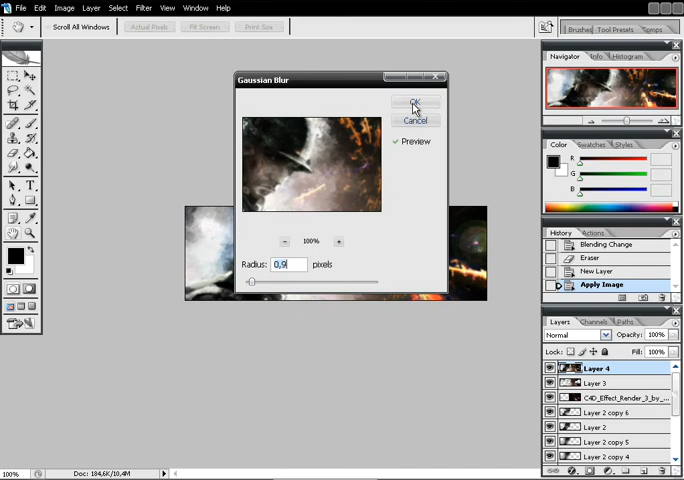 File Edit Image Layer Select Filter View Window Help
Scroll All Windows Actual Pixels Fit Screen Print Size
Brushes Tool Presets Comps
Navigator Info Histogram
Gaussian Blur
OK
Cancel
Preview
100%
Radius: 0,9 pixels
Color Swatches Styles
R
G
B
History Actions
Blending Change
Eraser
New Layer
Apply Image
Layers Channels Paths
Normal Opacity: 100%
Lock: Fill: 100%
Layer 4
Layer 3
C4D_Effect_Render_3_by_...
Layer 2 copy 6
Layer 2
Layer 2 copy 5
Layer 2 copy 4
100% Doc: 184,6K/10,4M